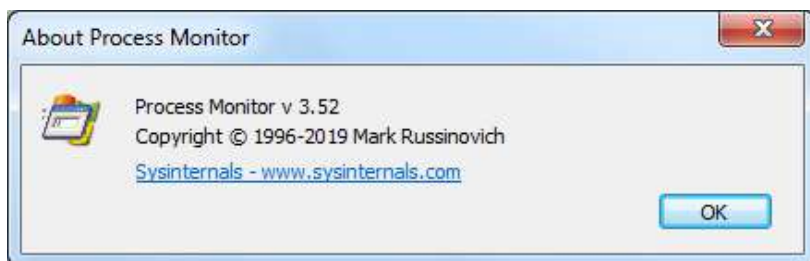 About Process Monitor
Process Monitor v 3.52
Copyright © 1996-2019 Mark Russinovich
Sysinternals - www.sysinternals.com
OK